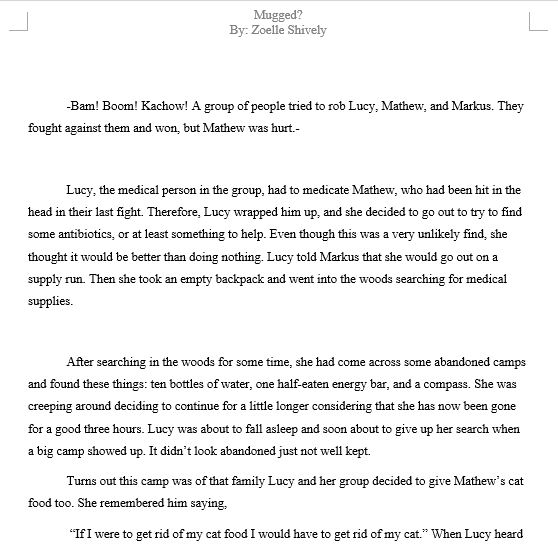 Mugged?
By: Zoelle Shively
-Bam! Boom! Kachow! A group of people tried to rob Lucy, Mathew, and Markus. They
fought against them and won, but Mathew was hurt.-
Lucy, the medical person in the group, had to medicate Mathew, who had been hit in the
head in their last fight. Therefore, Lucy wrapped him up, and she decided to go out to try to find
some antibiotics, or at least something to help. Even though this was a very unlikely find, she
thought it would be better than doing nothing. Lucy told Markus that she would go out on a
supply run. Then she took an empty backpack and went into the woods searching for medical
supplies.
After searching in the woods for some time, she had come across some abandoned camps
and found these things: ten bottles of water, one half-eaten energy bar, and a compass. She was
creeping around deciding to continue for a little longer considering that she has now been gone
for a good three hours. Lucy was about to fall asleep and soon about to give up her search when
a big camp showed up. It didn’t look abandoned just not well kept.
Turns out this camp was of that family Lucy and her group decided to give Mathew’s cat
food too. She remembered him saying,
“If I were to get rid of my cat food I would have to get rid of my cat.” When Lucy heard